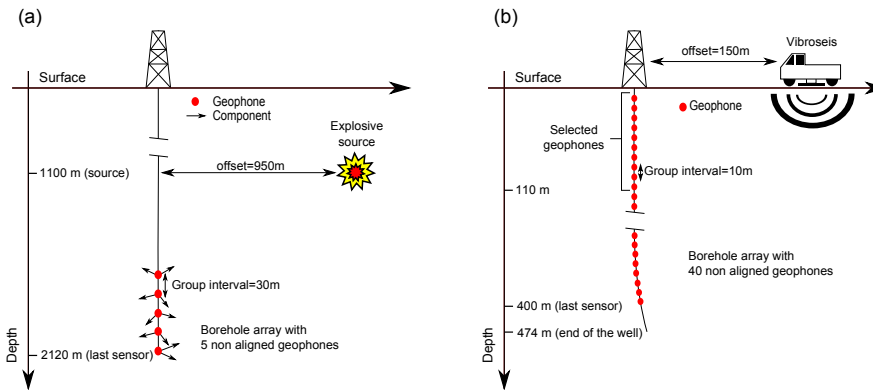 (a)
Surface
Geophone
Component
Explosive
source
offset=950m
1100 m (source)
Group interval=30m
Borehole array with
5 non aligned geophones
2120 m (last sensor)
Depth
(b)
offset=150m
Vibroseis
Surface
Geophone
Selected
geophones
Group interval=10m
110 m
Borehole array with
40 non aligned geophones
400 m (last sensor)
474 m (end of the well)
Depth